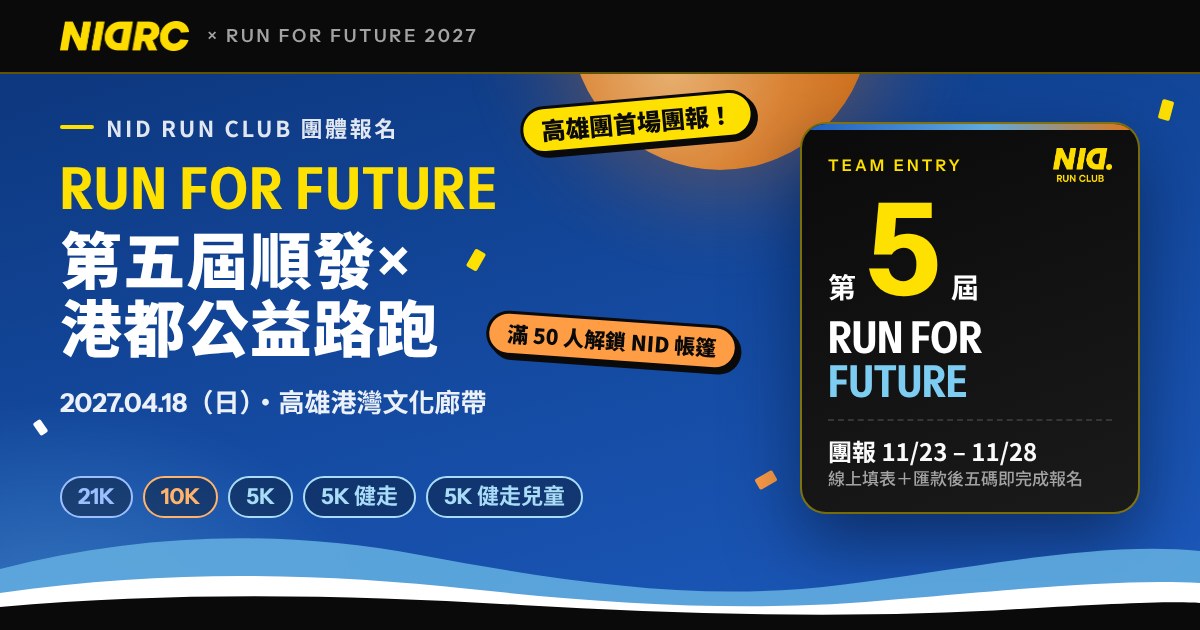 NIDRC × RUN FOR FUTURE 2027
NID RUN CLUB 團體報名
高雄團首場團報！
RUN FOR FUTURE
第五屆順發×
港都公益路跑
滿 50 人解鎖 NID 帳篷
2027.04.18（日）• 高雄港灣文化廊帶
21K 10K 5K 5K 健走 5K 健走兒童
TEAM ENTRY
NID.
RUN CLUB
第 5 屆
RUN FOR
FUTURE
團報 11/23 – 11/28
線上填表＋匯款後五碼即完成報名